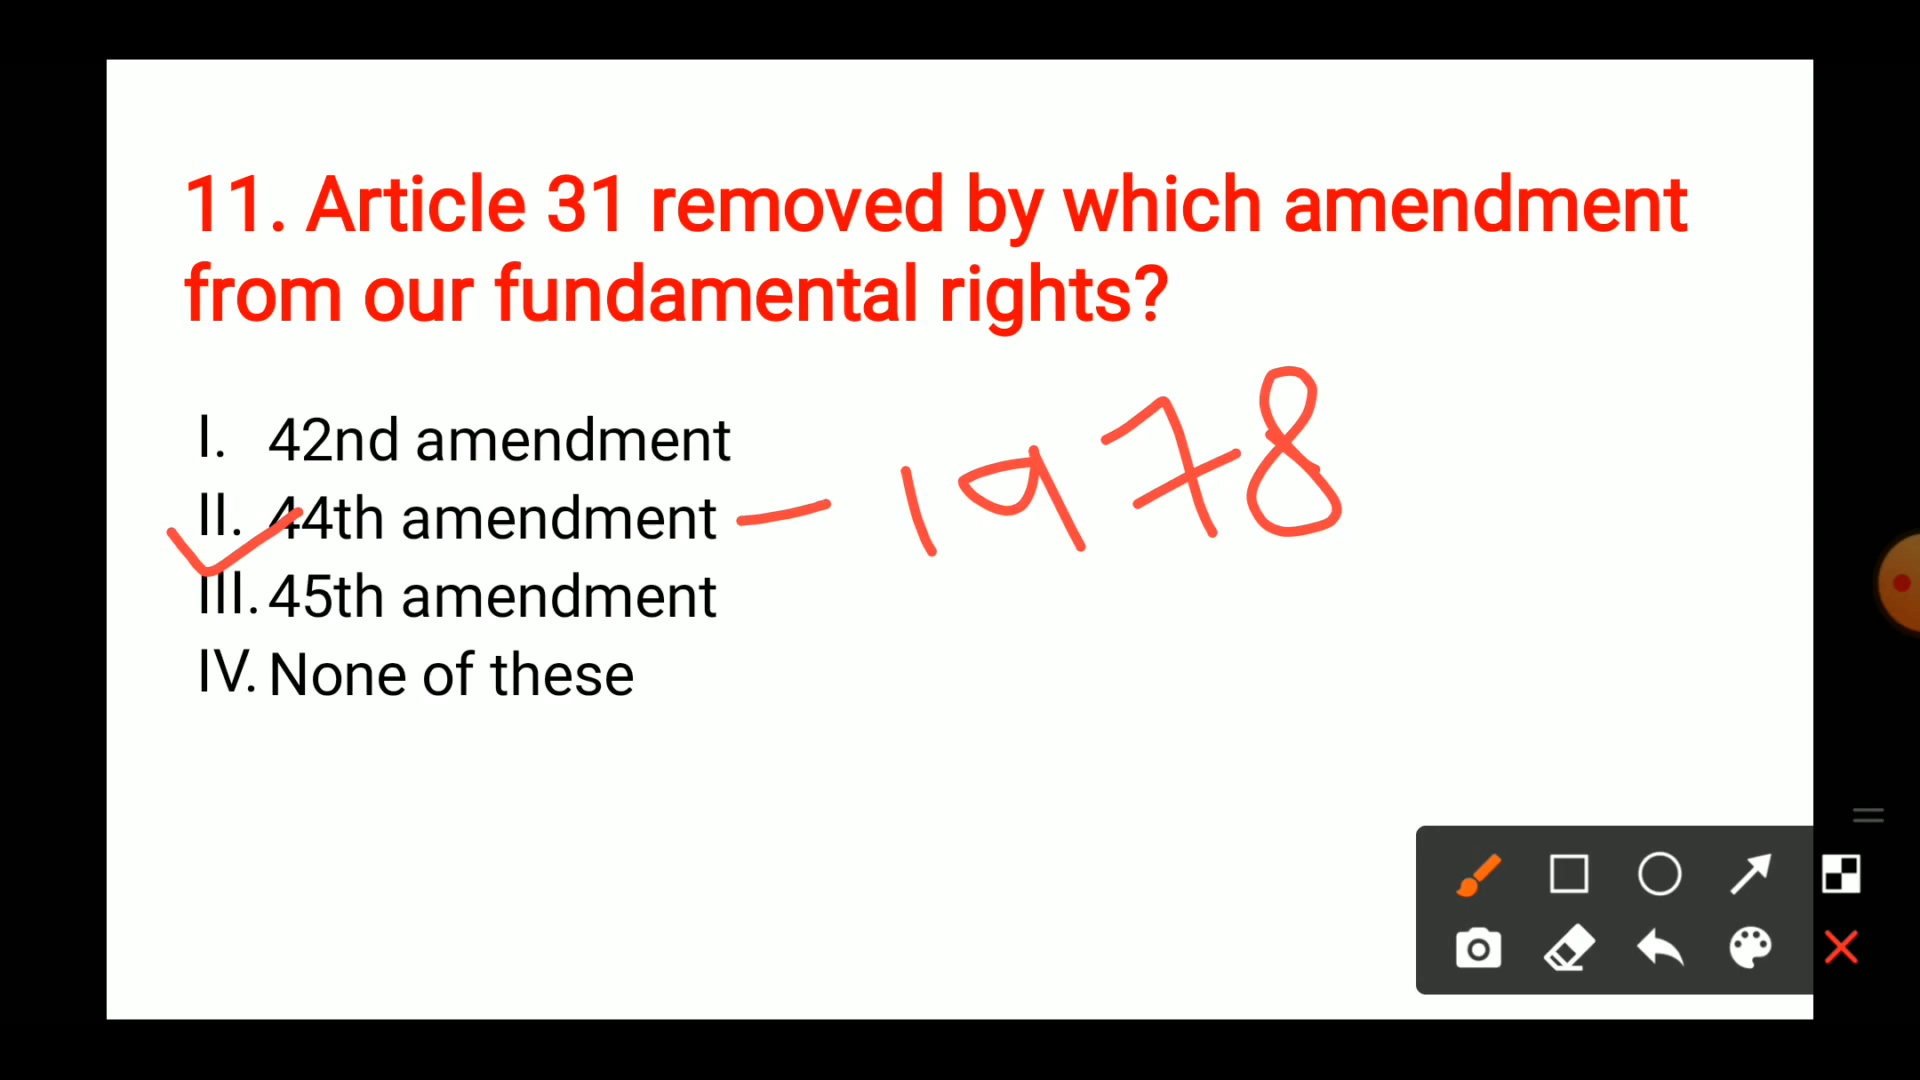 11. Article 31 removed by which amendment
from our fundamental rights?
I. 42nd amendment
II. 44th amendment - 1978
III. 45th amendment
IV. None of these